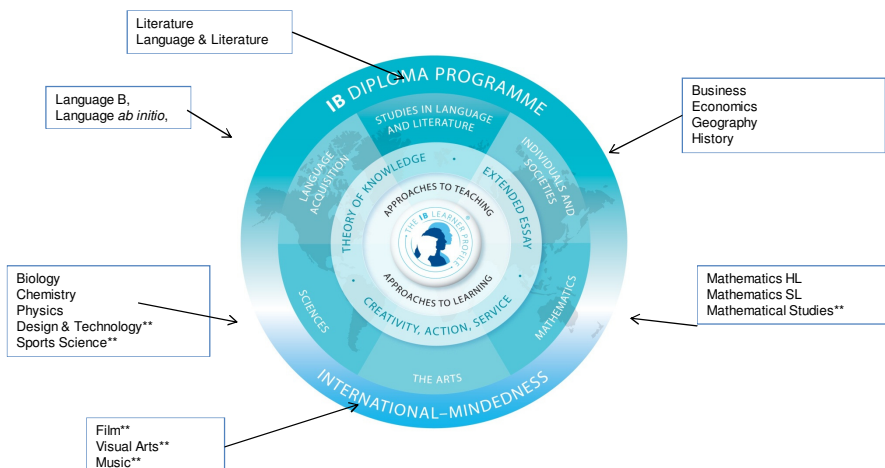 Literature
Language & Literature
Language B,
Language ab initio,
Business
Economics
Geography
History
IB DIPLOMA PROGRAMME
STUDIES IN LANGUAGE
AND LITERATURE
LANGUAGE
ACQUISITION
INDIVIDUALS AND
SOCIETIES
THEORY OF KNOWLEDGE
EXTENDED ESSAY
APPROACHES TO TEACHING
THE IB LEARNER PROFILE
®
APPROACHES TO LEARNING
CREATIVITY, ACTION, SERVICE
SCIENCES
MATHEMATICS
THE ARTS
INTERNATIONAL–MINDEDNESS
Biology
Chemistry
Physics
Design & Technology**
Sports Science**
Mathematics HL
Mathematics SL
Mathematical Studies**
Film**
Visual Arts**
Music**